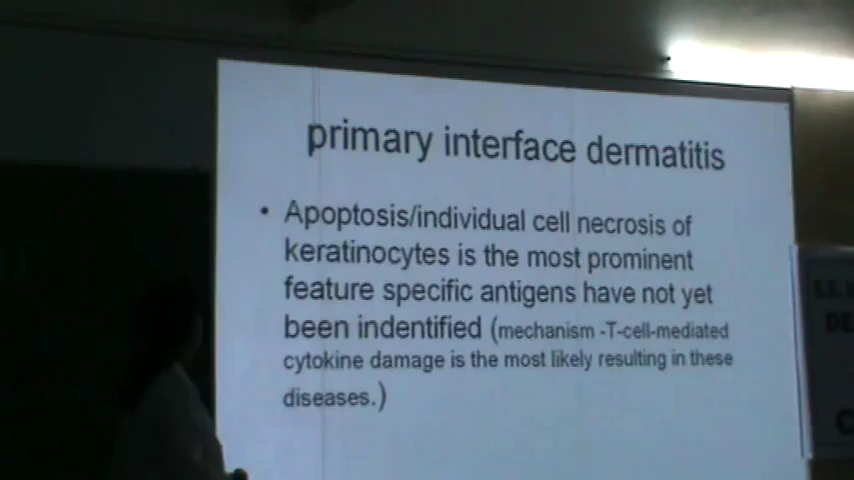 primary interface dermatitis
• Apoptosis/individual cell necrosis of
keratinocytes is the most prominent
feature specific antigens have not yet
been indentified (mechanism -T-cell-mediated
cytokine damage is the most likely resulting in these
diseases.)